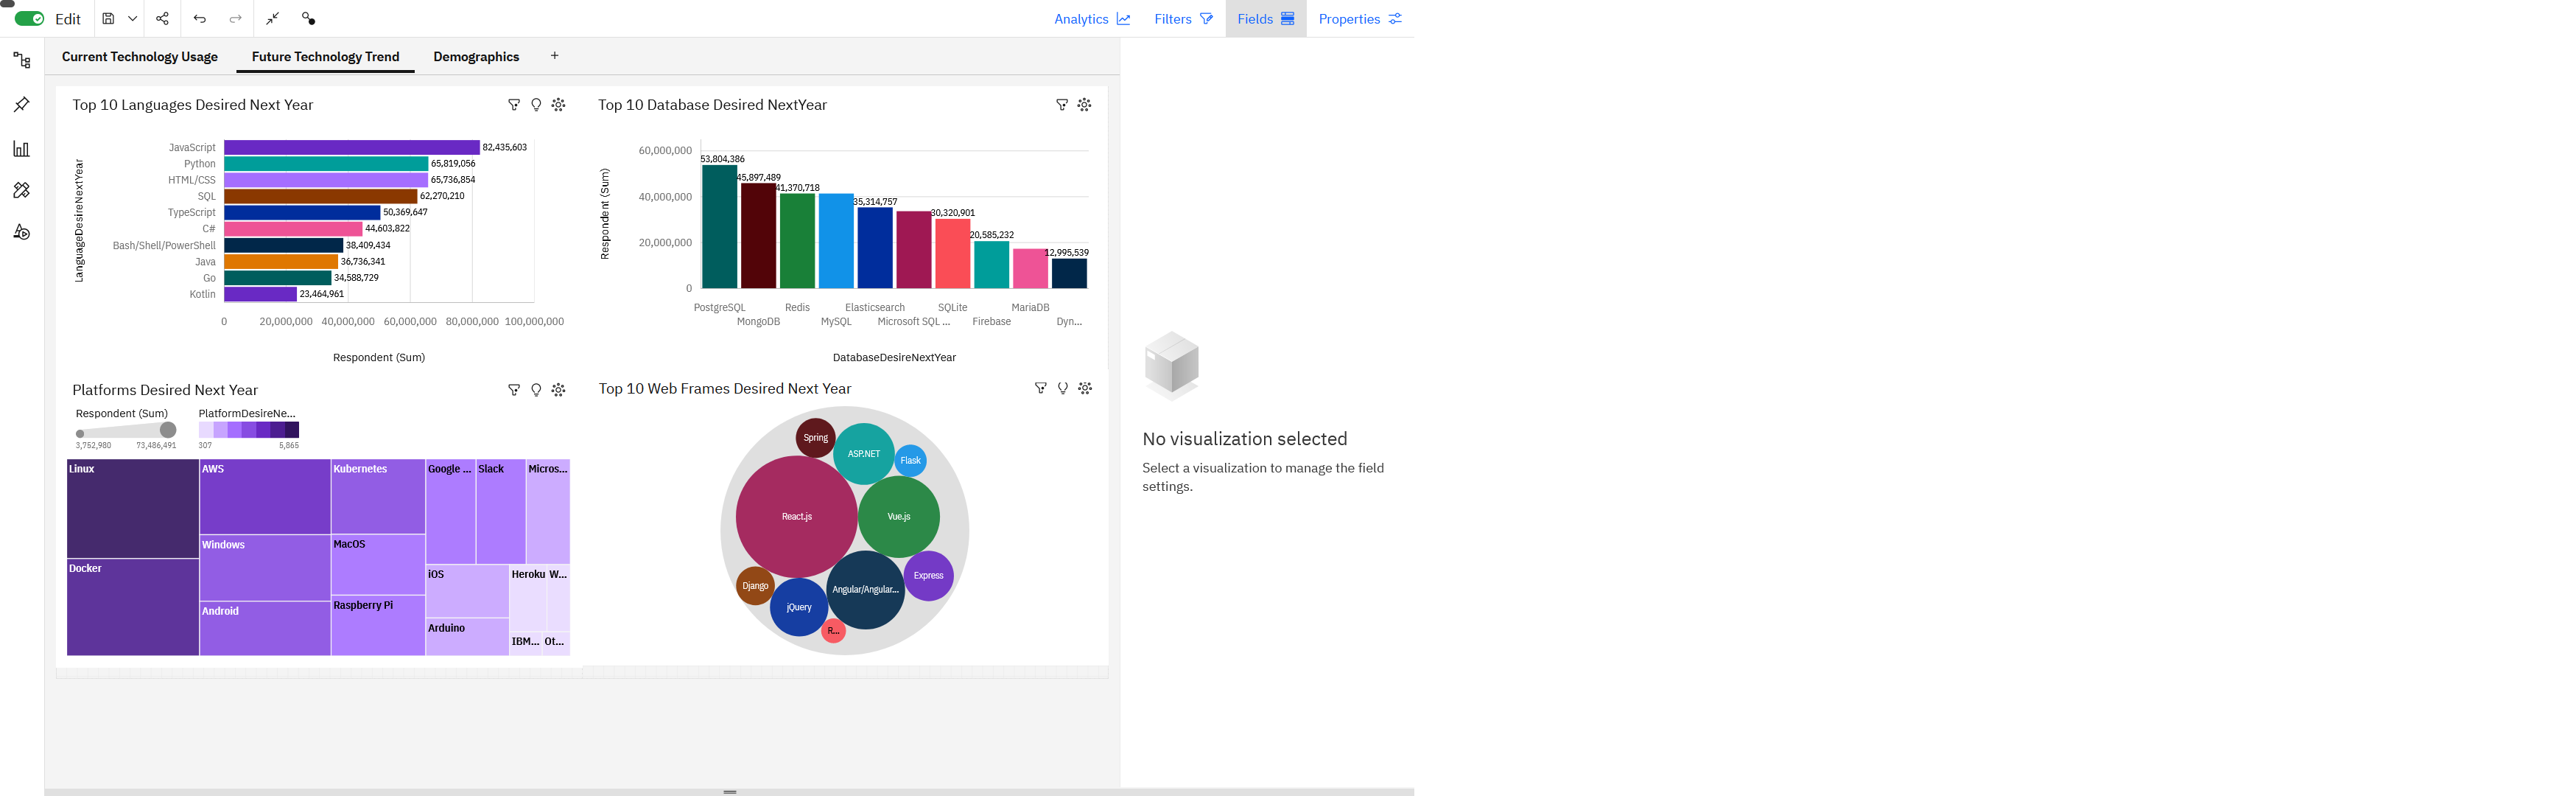 Edit
Analytics
Filters
Fields
Properties
Current Technology Usage
Future Technology Trend
Demographics
+
Top 10 Languages Desired Next Year
LanguageDesireNextYear
JavaScript
82,435,603
Python
65,819,056
HTML/CSS
65,736,854
SQL
62,270,210
TypeScript
50,369,647
C#
44,603,822
Bash/Shell/PowerShell
38,409,434
Java
36,736,341
Go
34,588,729
Kotlin
23,464,961
0
20,000,000
40,000,000
60,000,000
80,000,000
100,000,000
Respondent (Sum)
Top 10 Database Desired NextYear
Respondent (Sum)
60,000,000
40,000,000
20,000,000
0
53,804,386
45,897,489
41,370,718
35,314,757
30,320,901
20,585,232
12,995,539
PostgreSQL
MongoDB
Redis
MySQL
Elasticsearch
Microsoft SQL ...
SQLite
Firebase
MariaDB
Dyn...
DatabaseDesireNextYear
Platforms Desired Next Year
Respondent (Sum)
3,752,980
73,486,491
PlatformDesireNe...
307
5,865
Linux
Docker
AWS
Windows
Android
Kubernetes
MacOS
Raspberry Pi
Google ...
Slack
Micros...
iOS
Arduino
Heroku
W...
IBM...
Ot...
Top 10 Web Frames Desired Next Year
Spring
ASP.NET
Flask
React.js
Vue.js
Django
jQuery
Angular/Angular...
Express
R...
No visualization selected
Select a visualization to manage the field
settings.